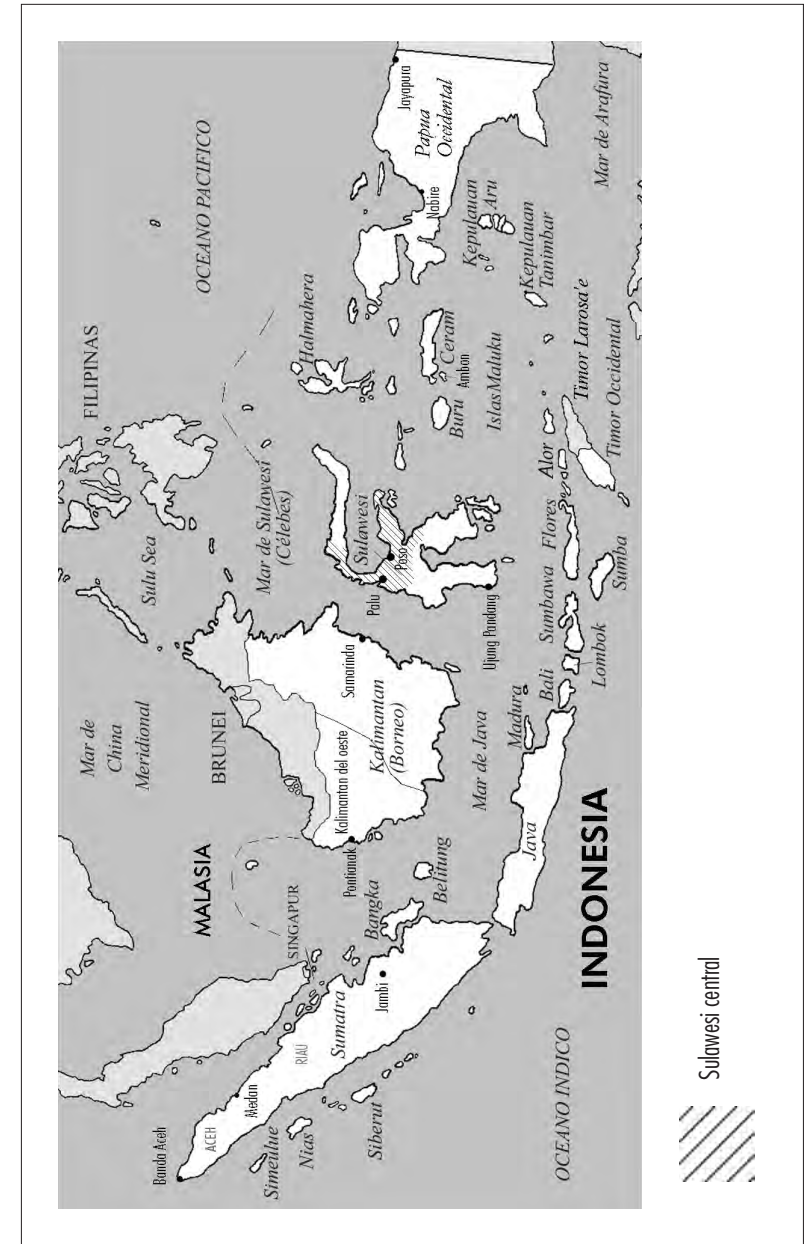 OCEANO PACIFICO
FILIPINAS
Mar de
China
Meridional
Sulu Sea
Mar de Sulawesi
(Célebes)
BRUNEI
MALASIA
SINGAPUR
Banda Aceh
ACEH
Medan
Simeulue
Nias
Siberut
RIAU
Sumatra
Jambi
Bangka
Belitung
Pontianak
Kalimantan del oeste
Kalimantan
(Borneo)
Samarinda
Sulawesi
Palu
Poso
Ujung Pandang
Halmahera
Buru
Ambon
Ceram
Islas Maluku
Jayapura
Papua
Occidental
Nabire
Kepulauan
Aru
Kepulauan
Tanimbar
Mar de Arafura
Mar de Java
Java
Madura
Bali
Lombok
Sumbawa
Sumba
Flores
Alor
Timor Larosa'e
Timor Occidental
INDONESIA
OCEANO INDICO
Sulawesi central